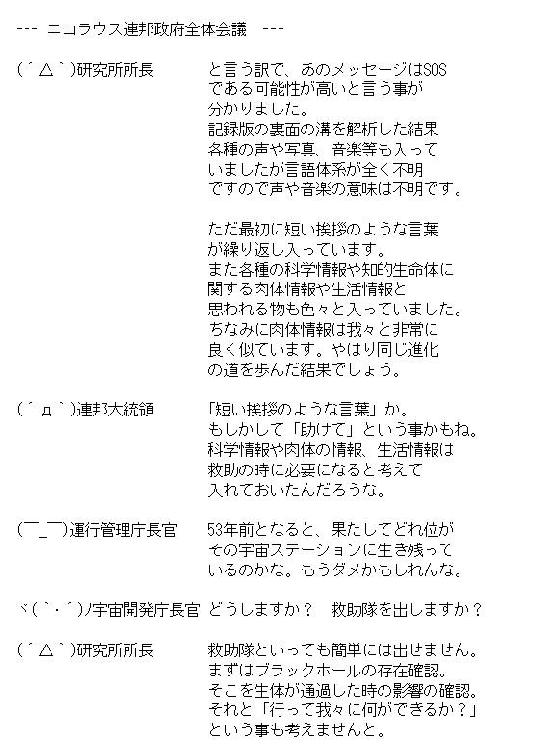 --- ニコラウス連邦政府全体会議 ---
(´△｀)研究所所長 と言う訳で、あのメッセージはSOS
である可能性が高いと言う事が
分かりました。
記録版の裏面の溝を解析した結果
各種の声や写真、音楽等も入って
いましたが言語体系が全く不明
ですので声や音楽の意味は不明です。
ただ最初に短い挨拶のような言葉
が繰り返し入っています。
また各種の科学情報や知的生命体に
関する肉体情報や生活情報と
思われる物も色々と入っていました。
ちなみに肉体情報は我々と非常に
良く似ています。やはり同じ進化
の道を歩んだ結果でしょう。
(´д｀)連邦大統領 「短い挨拶のような言葉」か。
もしかして「助けて」という事かもね。
科学情報や肉体の情報、生活情報は
救助の時に必要になると考えて
入れておいたんだろうな。
(￣_￣)運行管理庁長官 53年前となると、果たしてどれ位が
その宇宙ステーションに生き残って
いるのかな。もうダメかもしれんな。
ヾ(｀・´)ノ宇宙開発庁長官 どうしますか？ 救助隊を出しますか？
(´△｀)研究所所長 救助隊といっても簡単には出せません。
まずはブラックホールの存在確認。
そこを生体が通過した時の影響の確認。
それと「行って我々に何ができるか？」
という事も考えませんと。